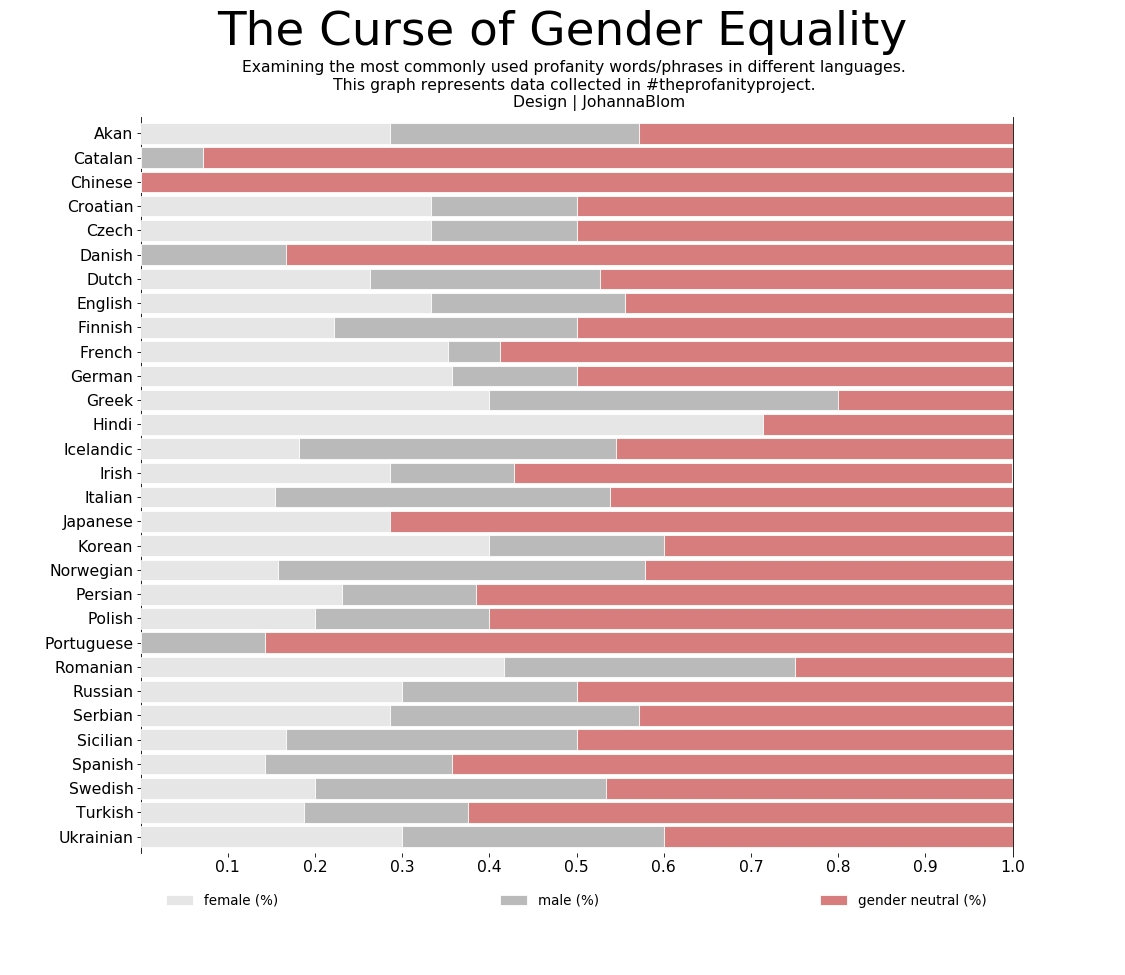 The Curse of Gender Equality
Examining the most commonly used profanity words/phrases in different languages.
This graph represents data collected in #theprofanityproject.
Design | JohannaBlom
Akan
Catalan
Chinese
Croatian
Czech
Danish
Dutch
English
Finnish
French
German
Greek
Hindi
Icelandic
Irish
Italian
Japanese
Korean
Norwegian
Persian
Polish
Portuguese
Romanian
Russian
Serbian
Sicilian
Spanish
Swedish
Turkish
Ukrainian
0.1 0.2 0.3 0.4 0.5 0.6 0.7 0.8 0.9 1.0
female (%) male (%) gender neutral (%)